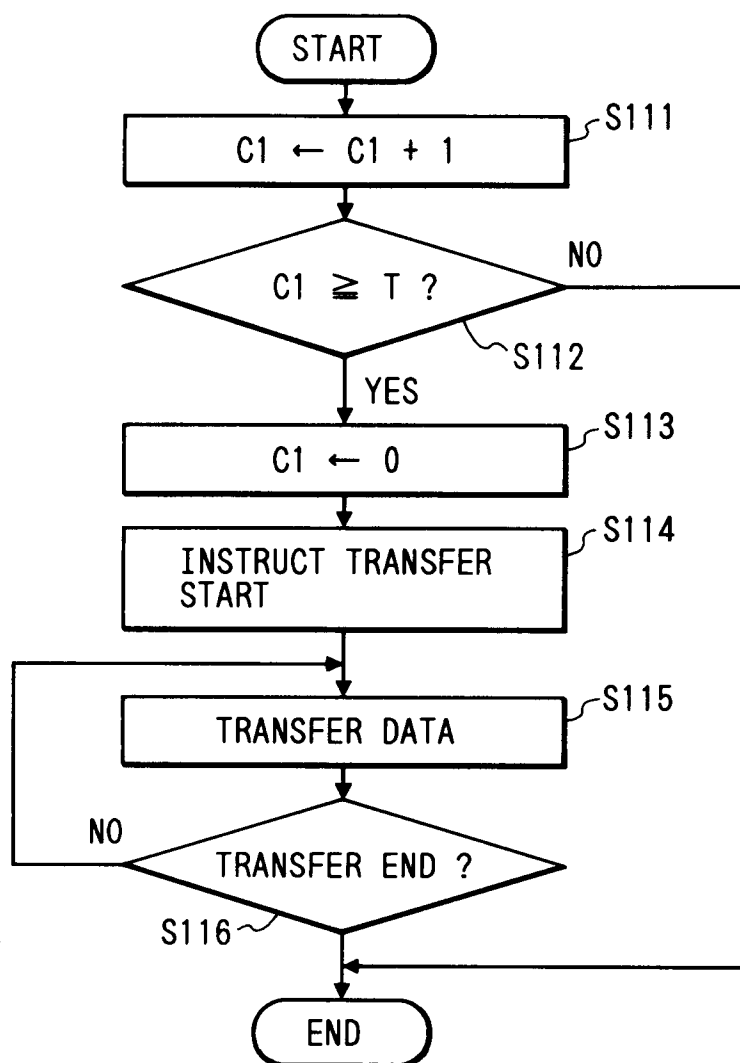 START
S111
C1 ← C1 + 1
NO
C1 ≧ T ?
S112
YES
S113
C1 ← 0
S114
INSTRUCT TRANSFER
START
S115
TRANSFER DATA
NO
TRANSFER END ?
S116
END